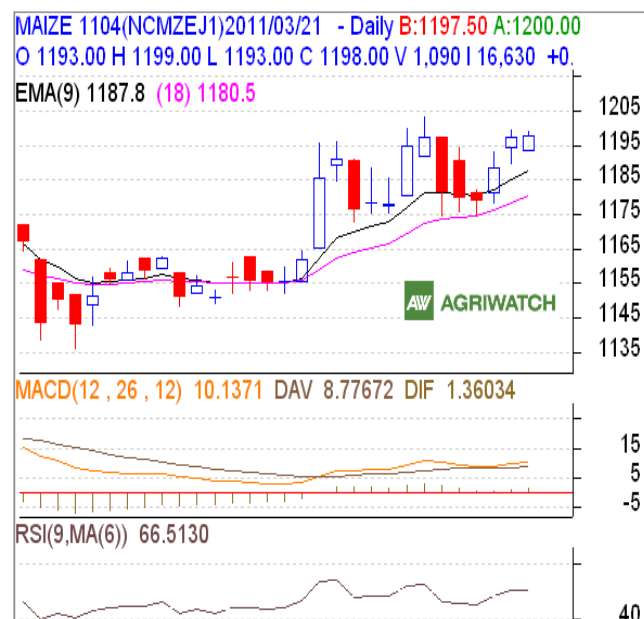 MAIZE 1104(NCMZEJ1)2011/03/21 - Daily B:1197.50 A:1200.00
O 1193.00 H 1199.00 L 1193.00 C 1198.00 V 1,090 I 16,630 +0.
EMA(9) 1187.8 (18) 1180.5
1205
1195
1185
1175
1165
1155
1145
1135
AW AGRIWATCH
MACD(12 , 26 , 12) 10.1371 DAV 8.77672 DIF 1.36034
15
5
-5
RSI(9,MA(6)) 66.5130
40